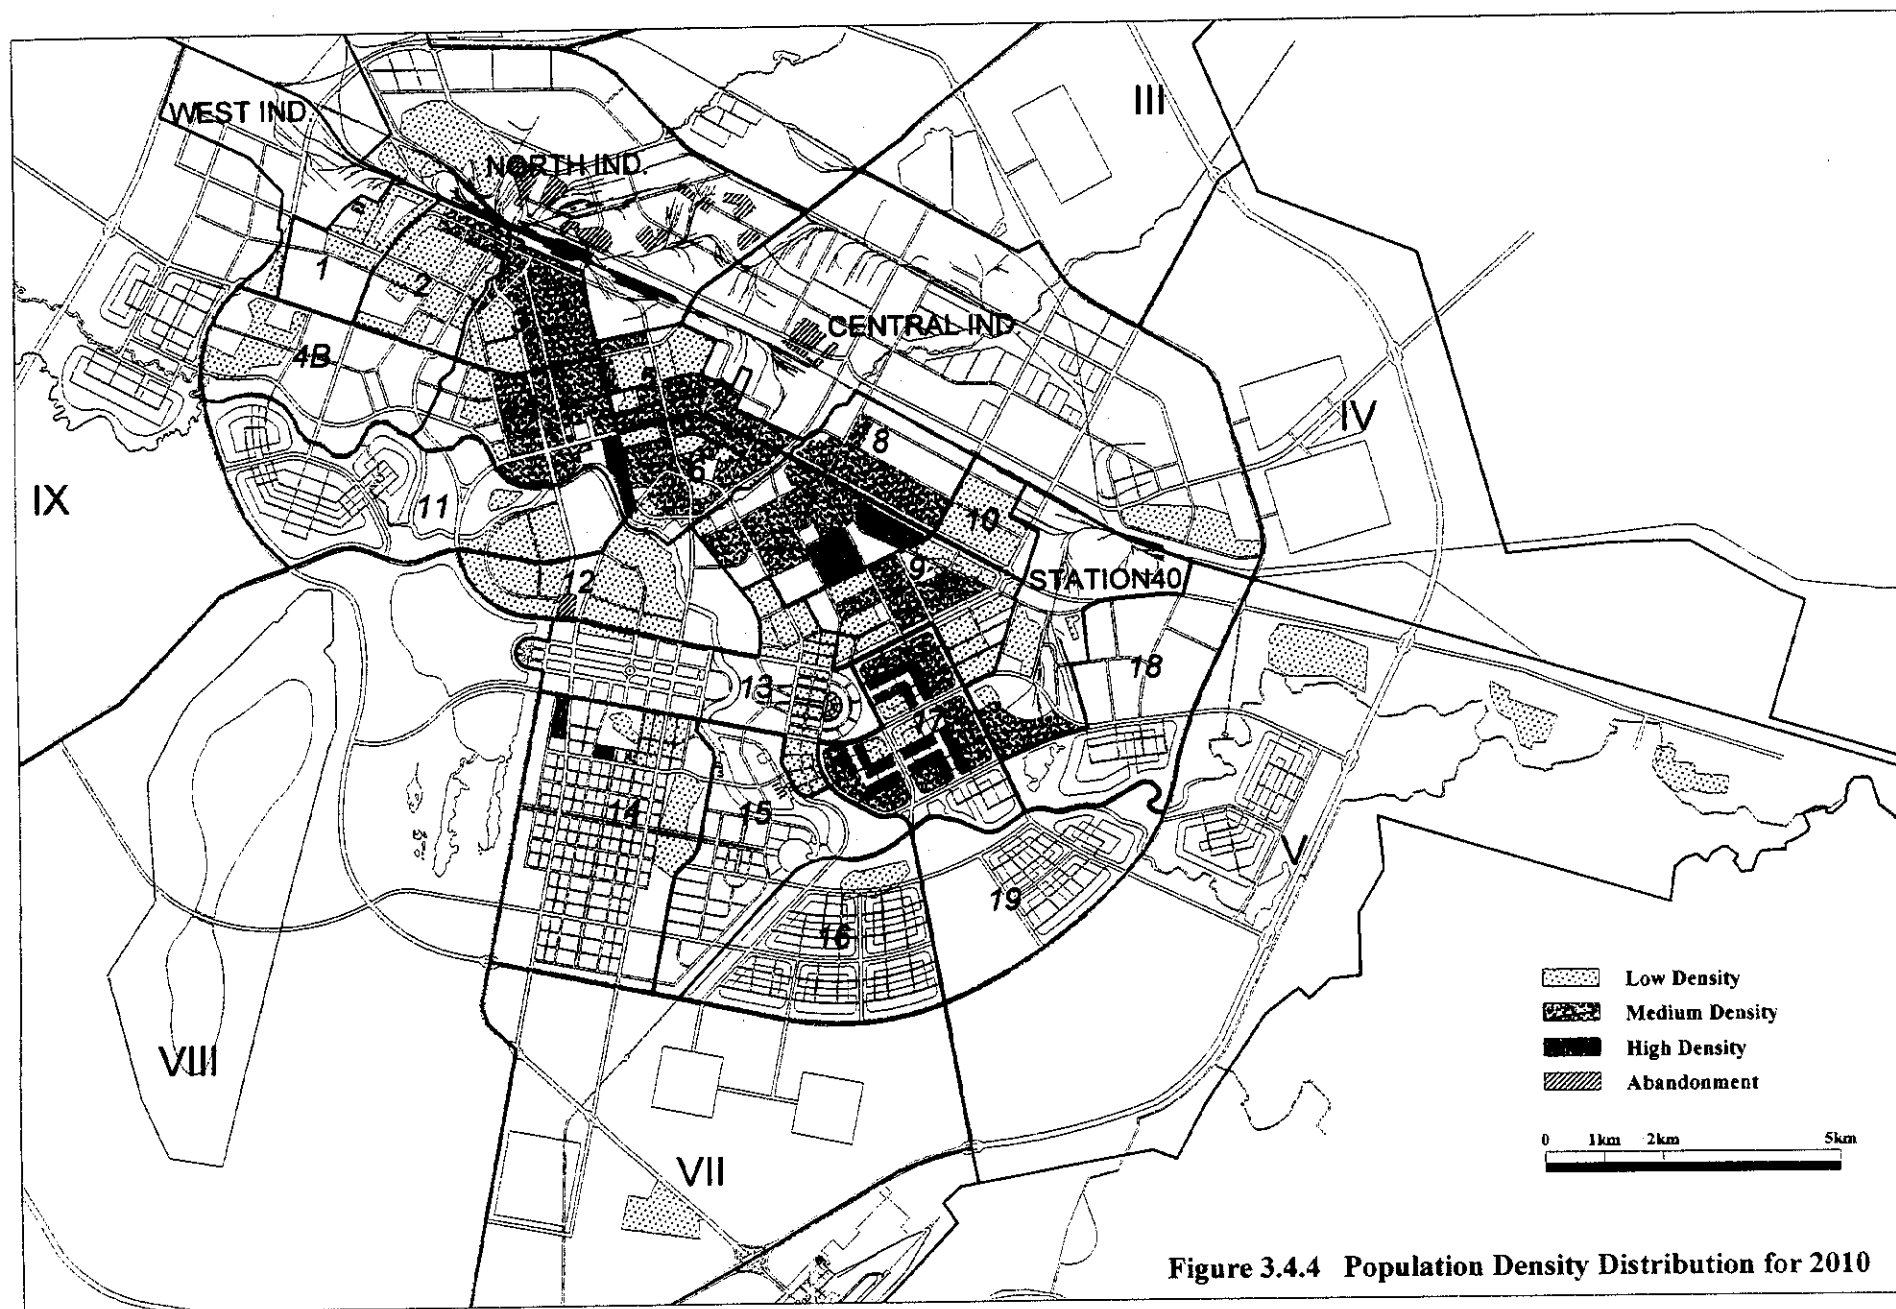 III
WEST IND.
NORTH IND.
1
2
CENTRAL IND.
4B
5
IV
8
6
IX
11
10
9
12
STATION40
18
13
17
14
15
V
19
16
Low Density
Medium Density
High Density
VIII
Abandonment
0 1km 2km 5km
VII
Figure 3.4.4 Population Density Distribution for 2010